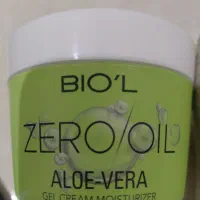 BIO'L
ZERO/OIL
ALOE-VERA
GEL CREAM MOISTURIZER